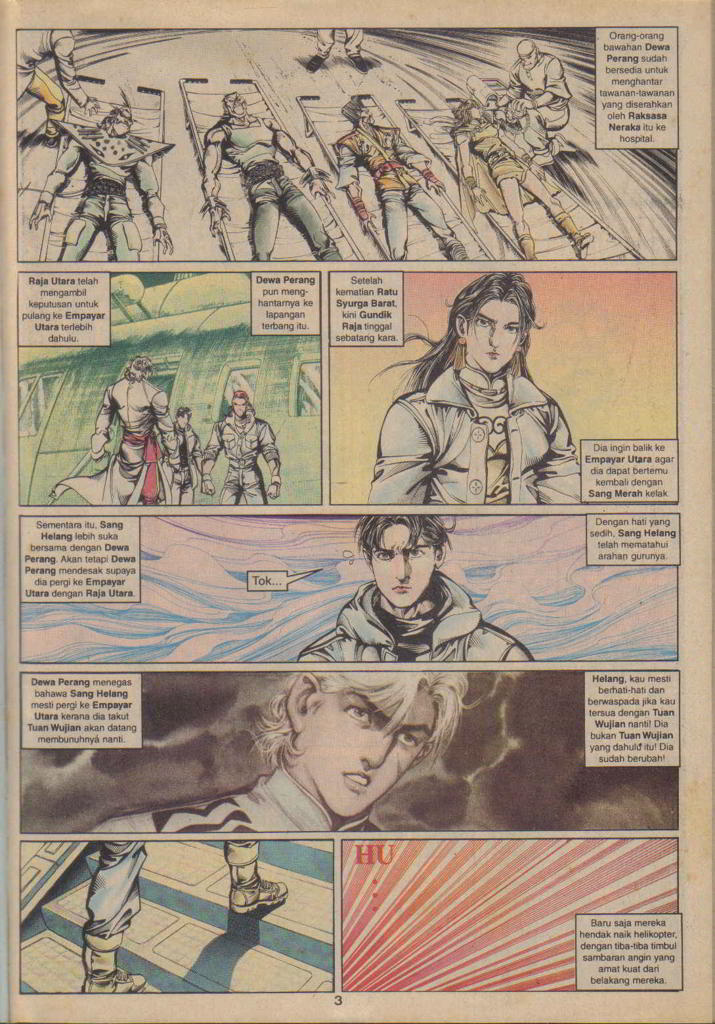 Orang-orang
bawahan Dewa
Perang sudah
bersedia untuk
menghantar
tawanan-tawanan
yang diserahkan
oleh Raksasa
Neraka itu ke
hospital.
Raja Utara telah
mengambil
keputusan untuk
pulang ke Empayar
Utara terlebih
dahulu.
Dewa Perang
pun meng-
hantarnya ke
lapangan
terbang itu.
Setelah
kematian Ratu
Syurga Barat,
kini Gundik
Raja tinggal
sebatang kara.
Dia ingin balik ke
Empayar Utara agar
dia dapat bertemu
kembali dengan
Sang Merah kelak.
Sementara itu, Sang
Helang lebih suka
bersama dengan Dewa
Perang. Akan tetapi Dewa
Perang mendesak supaya
dia pergi ke Empayar
Utara dengan Raja Utara.
Tok...
Dengan hati yang
sedih, Sang Helang
telah mematahui
arahan gurunya.
Dewa Perang menegas
bahawa Sang Helang
mesti pergi ke Empayar
Utara kerana dia takut
Tuan Wujian akan datang
membunuhnya nanti.
Helang, kau mesti
berhati-hati dan
berwaspada jika kau
tersua dengan Tuan
Wujian nanti! Dia
bukan Tuan Wujian
yang dahulu itu! Dia
sudah berubah!
HU
...
Baru saja mereka
hendak naik helikopter,
dengan tiba-tiba timbul
sambaran angin yang
amat kuat dari
belakang mereka.
3